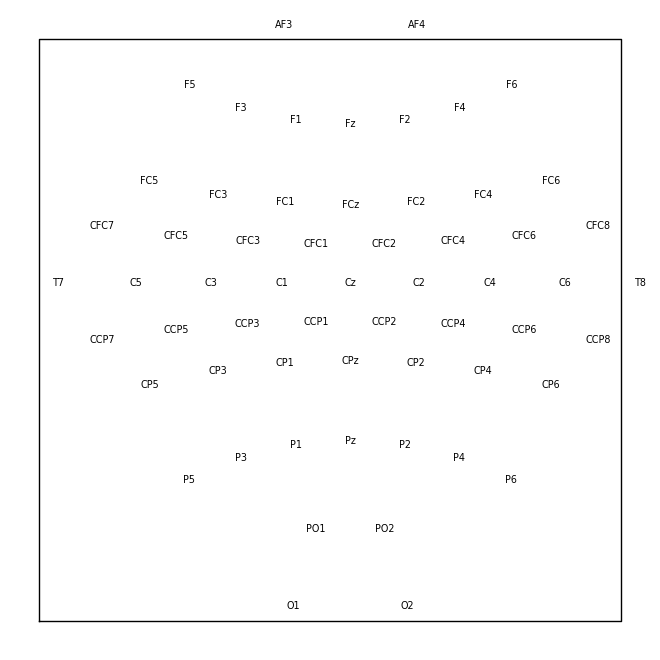 AF3 AF4
F5 F6
F3 F4
F1 Fz F2
FC5 FC6
FC3 FC4
FC1 FCz FC2
CFC7 CFC8
CFC5 CFC6
CFC3 CFC4
CFC1 CFC2
T7 C5 C3 C1 Cz C2 C4 C6 T8
CCP3 CCP1 CCP2 CCP4
CCP5 CCP6
CCP7 CCP8
CP1 CPz CP2
CP3 CP4
CP5 CP6
P1 Pz P2
P3 P4
P5 P6
PO1 PO2
O1 O2